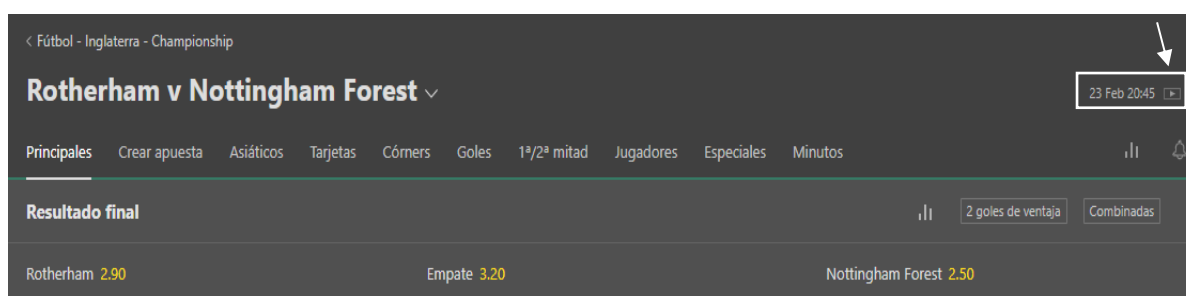 < Fútbol - Inglaterra - Championship
Rotherham v Nottingham Forest
23 Feb 20:45
Principales Crear apuesta Asiáticos Tarjetas Córners Goles 1ª/2ª mitad Jugadores Especiales Minutos
Resultado final 2 goles de ventaja Combinadas
Rotherham 2.90 Empate 3.20 Nottingham Forest 2.50